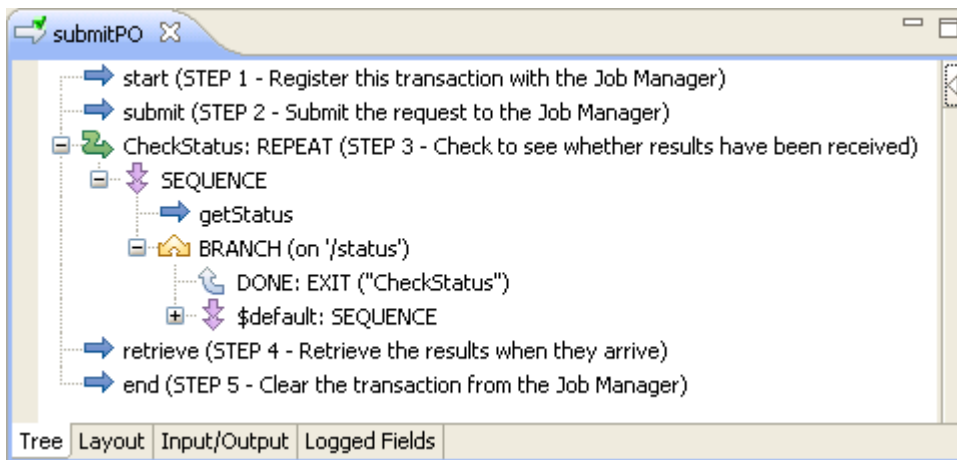 submitPO
start (STEP 1 - Register this transaction with the Job Manager)
submit (STEP 2 - Submit the request to the Job Manager)
CheckStatus: REPEAT (STEP 3 - Check to see whether results have been received)
SEQUENCE
getStatus
BRANCH (on '/status')
DONE: EXIT ("CheckStatus")
$default: SEQUENCE
retrieve (STEP 4 - Retrieve the results when they arrive)
end (STEP 5 - Clear the transaction from the Job Manager)
Tree Layout Input/Output Logged Fields